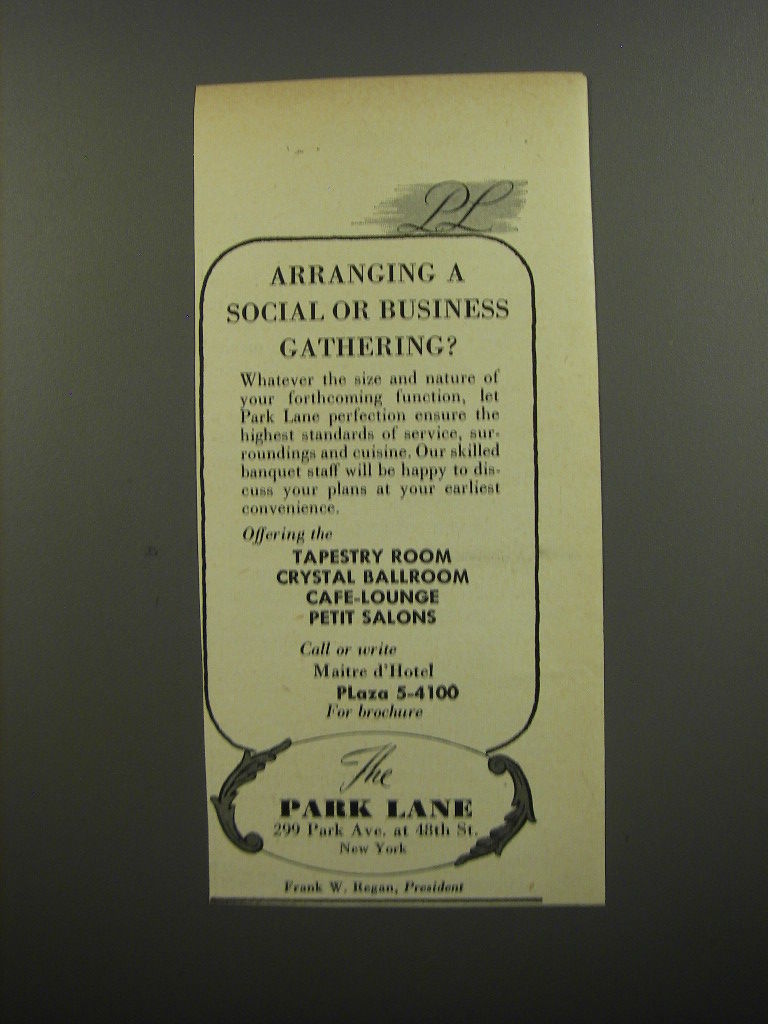 PL
ARRANGING A
SOCIAL OR BUSINESS
GATHERING?
Whatever the size and nature of
your forthcoming function, let
Park Lane perfection ensure the
highest standards of service, sur-
roundings and cuisine. Our skilled
banquet staff will be happy to dis-
cuss your plans at your earliest
convenience.
Offering the
TAPESTRY ROOM
CRYSTAL BALLROOM
CAFE-LOUNGE
PETIT SALONS
Call or write
Maitre d'Hotel
PLaza 5-4100
For brochure
The
PARK LANE
299 Park Ave. at 48th St.
New York
Frank W. Regan, President